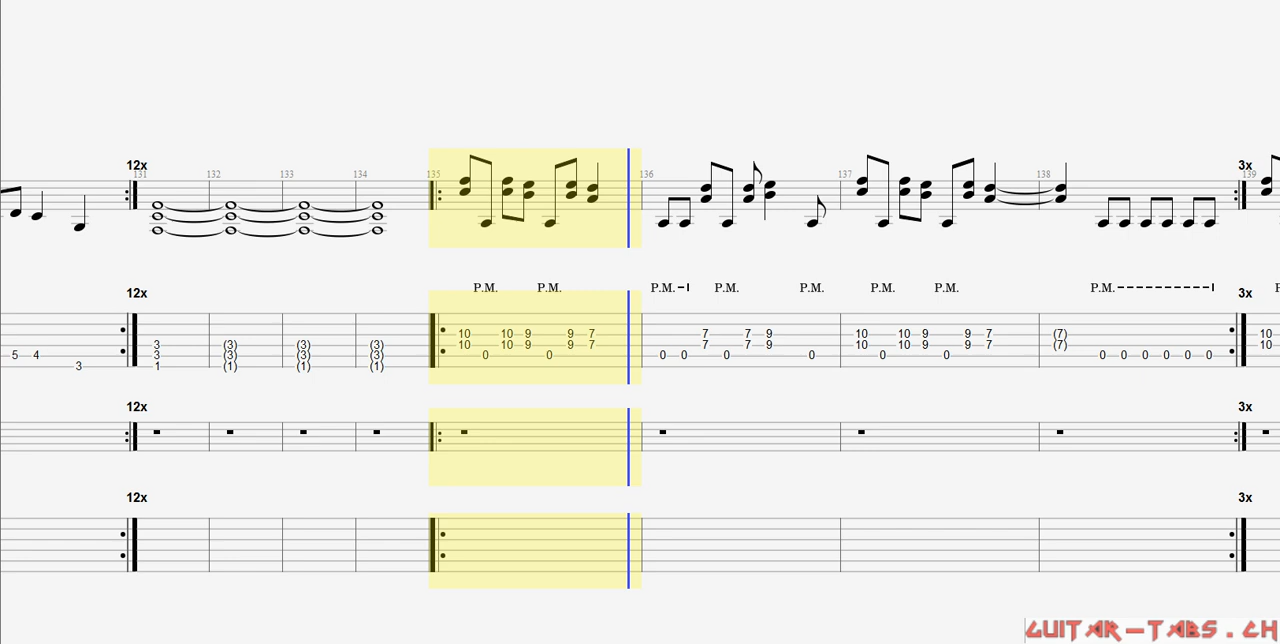 12x 3x
131 132 133 134 135 136 137 138 139
P.M. P.M. P.M. P.M. P.M. P.M. P.M. P.M.
12x 3x
10 10 9 9 7 7 7 9 10 10 9 9 7 (7) 10
3 (3) (3) (3) 10 10 9 9 7 7 7 9 10 10 9 9 7 (7) 10
5 4 3 (3) (3) (3) 0 0 0 0 0 0 0 0 0 0 0 0 0 0
3 1 (1) (1) (1)
12x 3x
12x 3x
GUITAR-TABS.CH